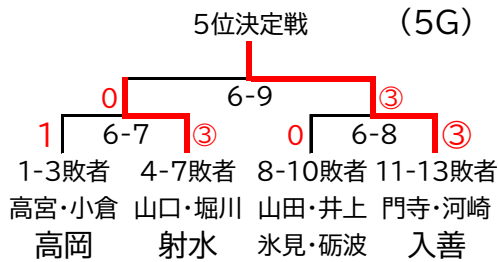 5位決定戦 (5G)
0 6-9 ③
1 6-7 ③ 0 6-8 ③
1-3敗者 4-7敗者 8-10敗者 11-13敗者
高宮・小倉 山口・堀川 山田・井上 門寺・河崎
高岡 射水 氷見・砺波 入善